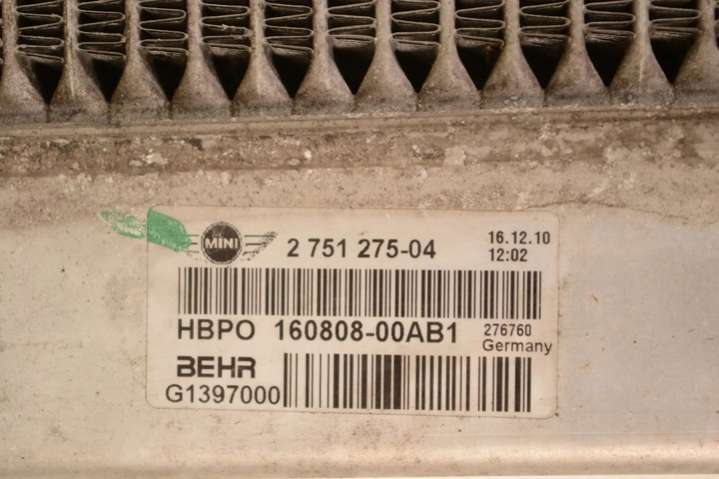 MINI 2 751 275-04 16.12.10
12:02
HBPO 160808-00AB1 276760
Germany
BEHR
G1397000